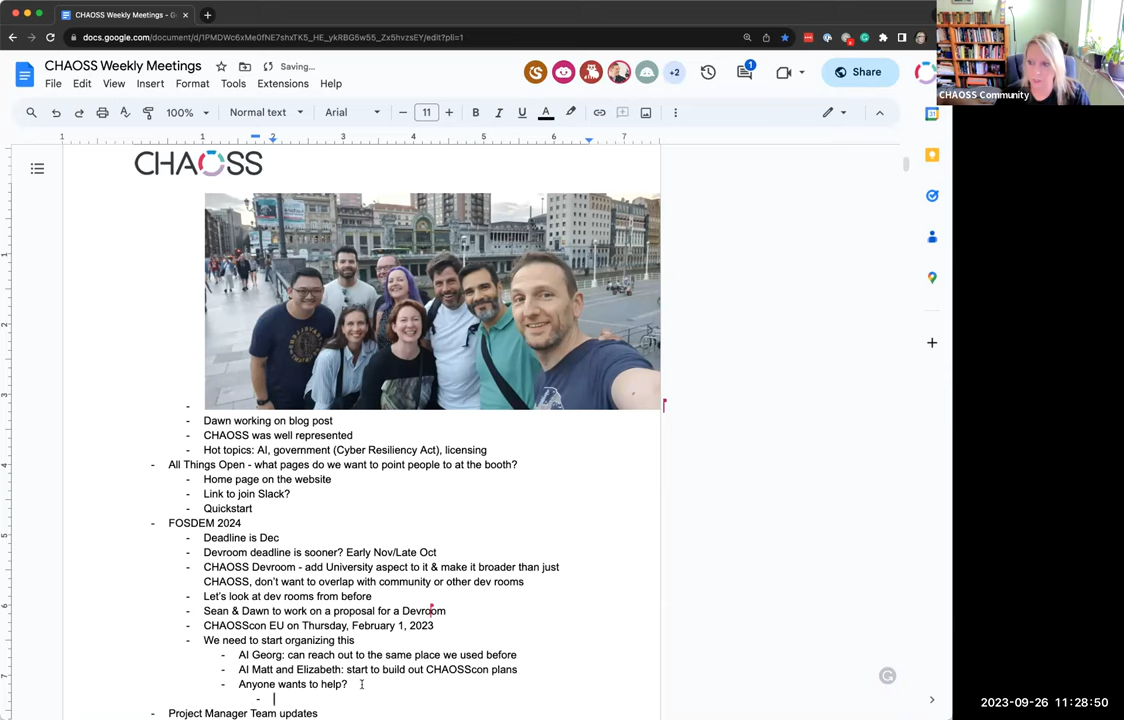 CHAOSS Weekly Meetings - G
docs.google.com/document/d/1PMDWc6xMe0fNE7shxTK5_HE_ykRBG5w55_Zx5hvzsEY/edit?pli=1
CHAOSS Weekly Meetings
Saving...
File Edit View Insert Format Tools Extensions Help
+2
1
Share
CHAOSS Community
100% Normal text Arial 11
1 1 2 3 4 5 6 7
CHAOSS
- Dawn working on blog post
- CHAOSS was well represented
- Hot topics: AI, government (Cyber Resiliency Act), licensing
- All Things Open - what pages do we want to point people to at the booth?
- Home page on the website
- Link to join Slack?
- Quickstart
- FOSDEM 2024
- Deadline is Dec
- Devroom deadline is sooner? Early Nov/Late Oct
- CHAOSS Devroom - add University aspect to it & make it broader than just
CHAOSS, don't want to overlap with community or other dev rooms
- Let's look at dev rooms from before
- Sean & Dawn to work on a proposal for a Devroom
- CHAOSScon EU on Thursday, February 1, 2023
- We need to start organizing this
- AI Georg: can reach out to the same place we used before
- AI Matt and Elizabeth: start to build out CHAOSScon plans
- Anyone wants to help?
-
- Project Manager Team updates
2023-09-26 11:28:50